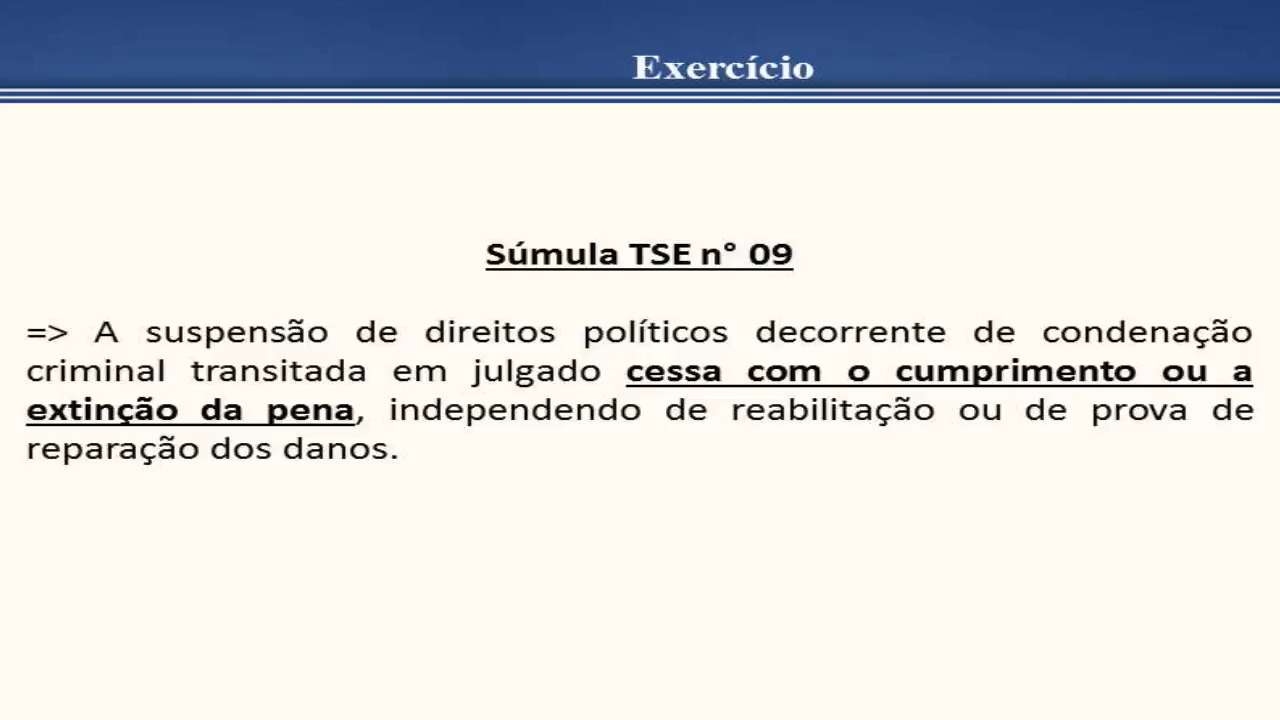 Exercício
Súmula TSE n° 09
=> A suspensão de direitos políticos decorrente de condenação
criminal transitada em julgado cessa com o cumprimento ou a
extinção da pena, independendo de reabilitação ou de prova de
reparação dos danos.